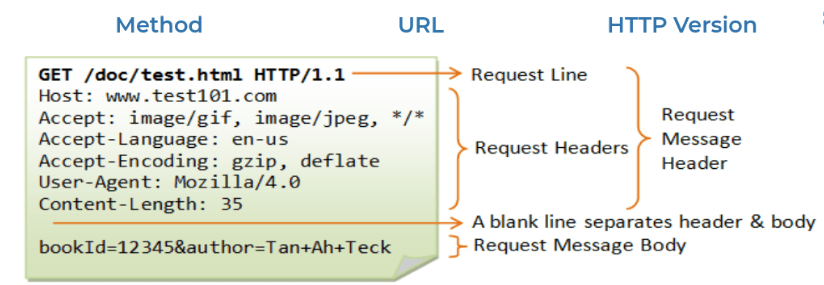 Method URL HTTP Version
GET /doc/test.html HTTP/1.1 Request Line
Host: www.test101.com
Accept: image/gif, image/jpeg, */*
Accept-Language: en-us
Accept-Encoding: gzip, deflate
User-Agent: Mozilla/4.0
Content-Length: 35
Request Headers
Request
Message
Header
A blank line separates header & body
bookId=12345&author=Tan+Ah+Teck Request Message Body